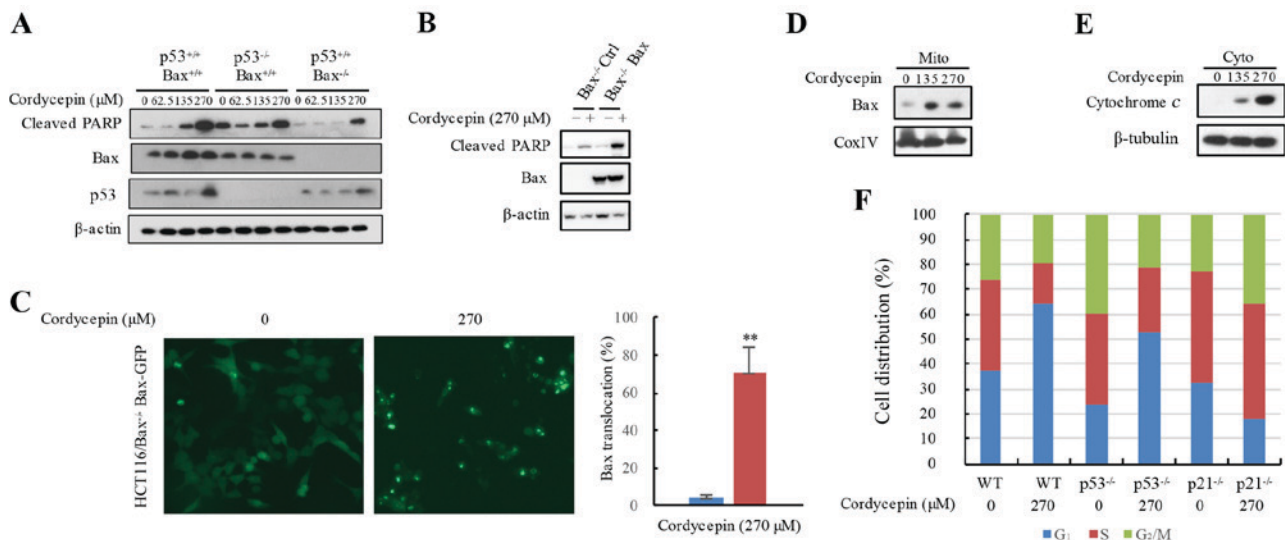 A
p53+/+ p53-/- p53+/+
Bax+/+ Bax+/+ Bax-/-
Cordycepin (μM) 0 62.5 135 270 0 62.5 135 270 0 62.5 135 270
Cleaved PARP
Bax
p53
β-actin
B
Bax-/- Ctrl
Bax-/- Bax
Cordycepin (270 μM) − + − +
Cleaved PARP
Bax
β-actin
C
Cordycepin (μM) 0 270
HCT116/Bax-/- Bax-GFP
Bax translocation (%)
100
80
60
40
20
0
**
Cordycepin (270 μM)
D
Mito
Cordycepin 0 135 270
Bax
CoxIV
E
Cyto
Cordycepin 0 135 270
Cytochrome c
β-tubulin
F
Cell distribution (%)
100
90
80
70
60
50
40
30
20
10
0
WT WT p53-/- p53-/- p21-/- p21-/-
Cordycepin 0 270 0 270 0 270
(μM)
G1 S G2/M